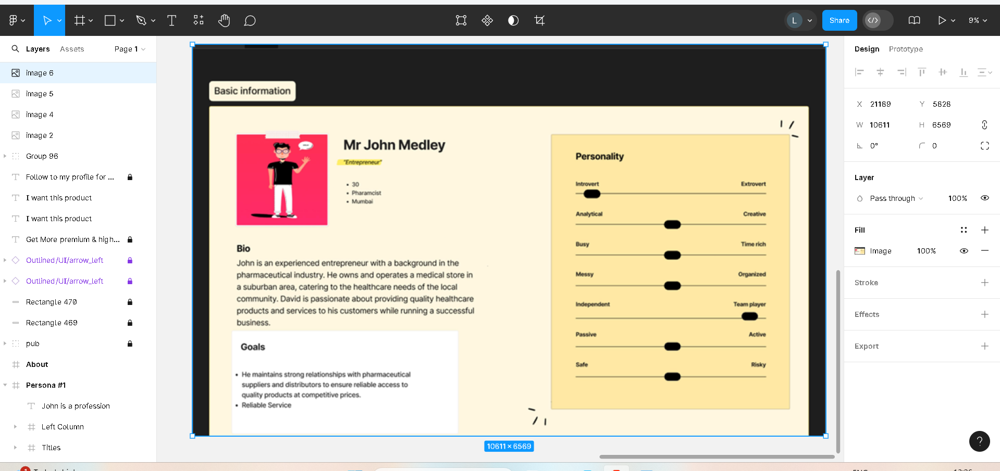 L
Share
9%
Layers
Assets
Page 1
Design
Prototype
image 6
image 5
image 4
image 2
Group 96
Follow to my profile for ...
I want this product
I want this product
Get More premium & high...
Outlined/UI/arrow_left
Outlined/UI/arrow_left
Rectangle 470
Rectangle 469
pub
About
Persona #1
John is a profession
Left Column
Titles
Basic information
Mr John Medley
"Entrepreneur"
• 30
• Pharamcist
• Mumbai
Bio
John is an experienced entrepreneur with a background in the
pharmaceutical industry. He owns and operates a medical store in
a suburban area, catering to the healthcare needs of the local
community. David is passionate about providing quality healthcare
products and services to his customers while running a successful
business.
Goals
• He maintains strong relationships with pharmaceutical
suppliers and distributors to ensure reliable access to
quality products at competitive prices.
• Reliable Service
Personality
Introvert Extrovert
Analytical Creative
Busy Time rich
Messy Organized
Independent Team player
Passive Active
Safe Risky
10611 × 6569
X 21189 Y 5828
W 10611 H 6569
0° 0
Layer
Pass through 100%
Fill
Image 100%
Stroke
Effects
Export
?
1